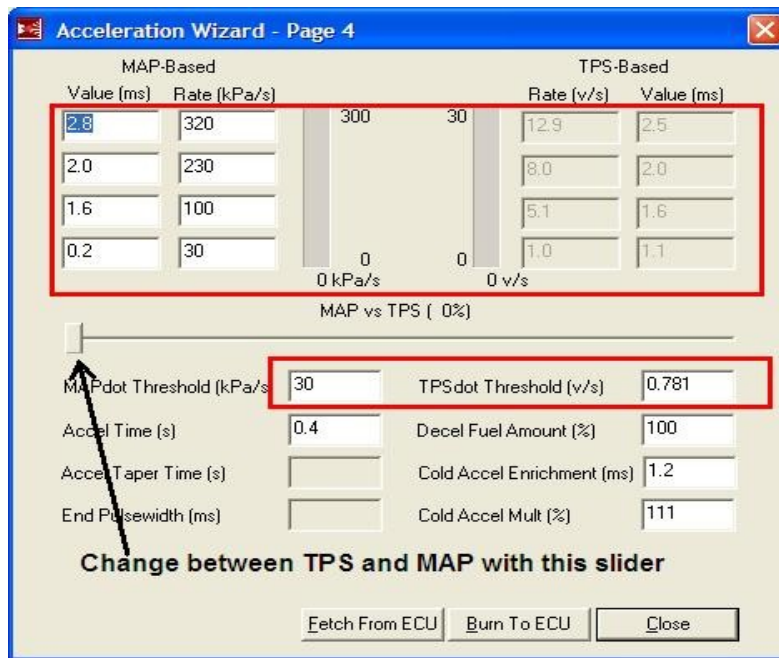 Acceleration Wizard - Page 4
MAP-Based TPS-Based
Value (ms) Rate (kPa/s) Rate (v/s) Value (ms)
2.8 320 300 30 12.9 2.5
2.0 230 8.0 2.0
1.6 100 5.1 1.6
0.2 30 0 0 1.0 1.1
0 kPa/s 0 v/s
MAP vs TPS ( 0%)
MAPdot Threshold (kPa/s 30 TPSdot Threshold (v/s) 0.781
Accel Time (s) 0.4 Decel Fuel Amount (%) 100
Accel Taper Time (s) Cold Accel Enrichment (ms) 1.2
End Pulsewidth (ms) Cold Accel Mult (%) 111
Change between TPS and MAP with this slider
Fetch From ECU Burn To ECU Close